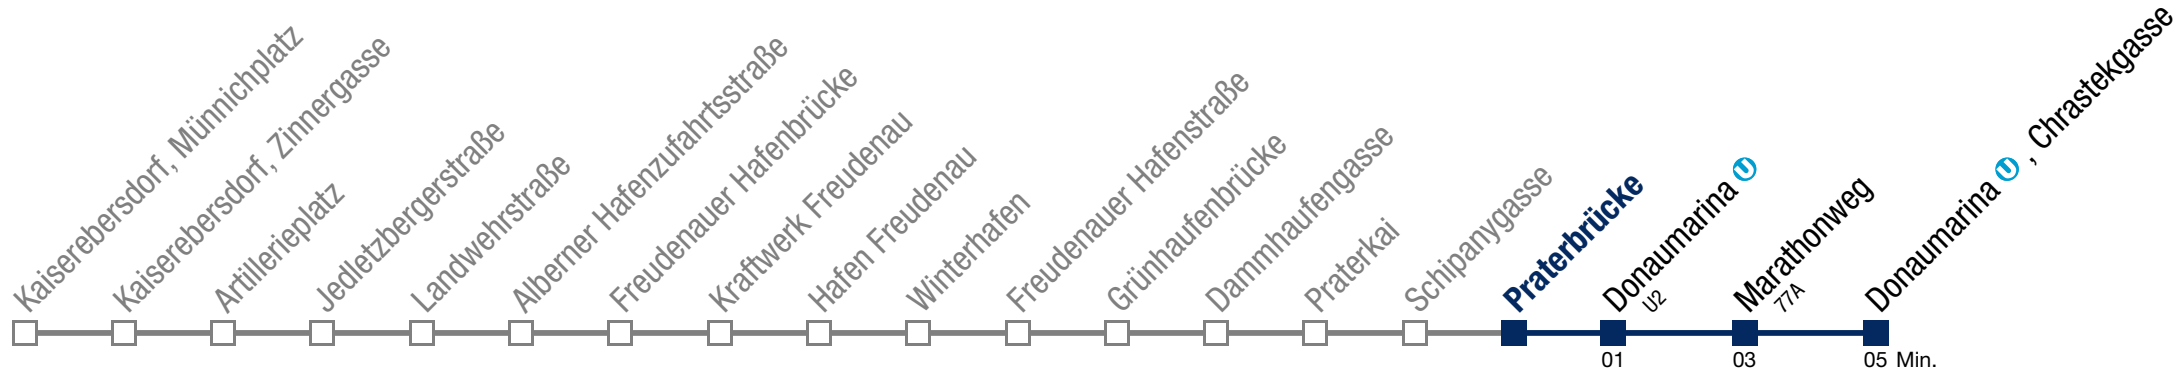 Kaiserebersdorf, Münnichplatz
Kaiserebersdorf, Zinnergasse
Artillerieplatz
Jedletzbergerstraße
Landwehrstraße
Alberner Hafenzufahrtsstraße
Freudenauer Hafenbrücke
Kraftwerk Freudenau
Hafen Freudenau
Winterhafen
Freudenauer Hafenstraße
Grünhaufenbrücke
Dammhaufengasse
Praterkai
Schipanygasse
Praterbrücke
Donaumarina U
U2
Marathonweg
77A
Donaumarina U , Chrastekgasse
01 03 05 Min.